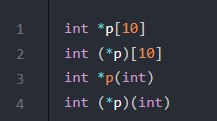 1 int *p[10]
2 int (*p)[10]
3 int *p(int)
4 int (*p)(int)